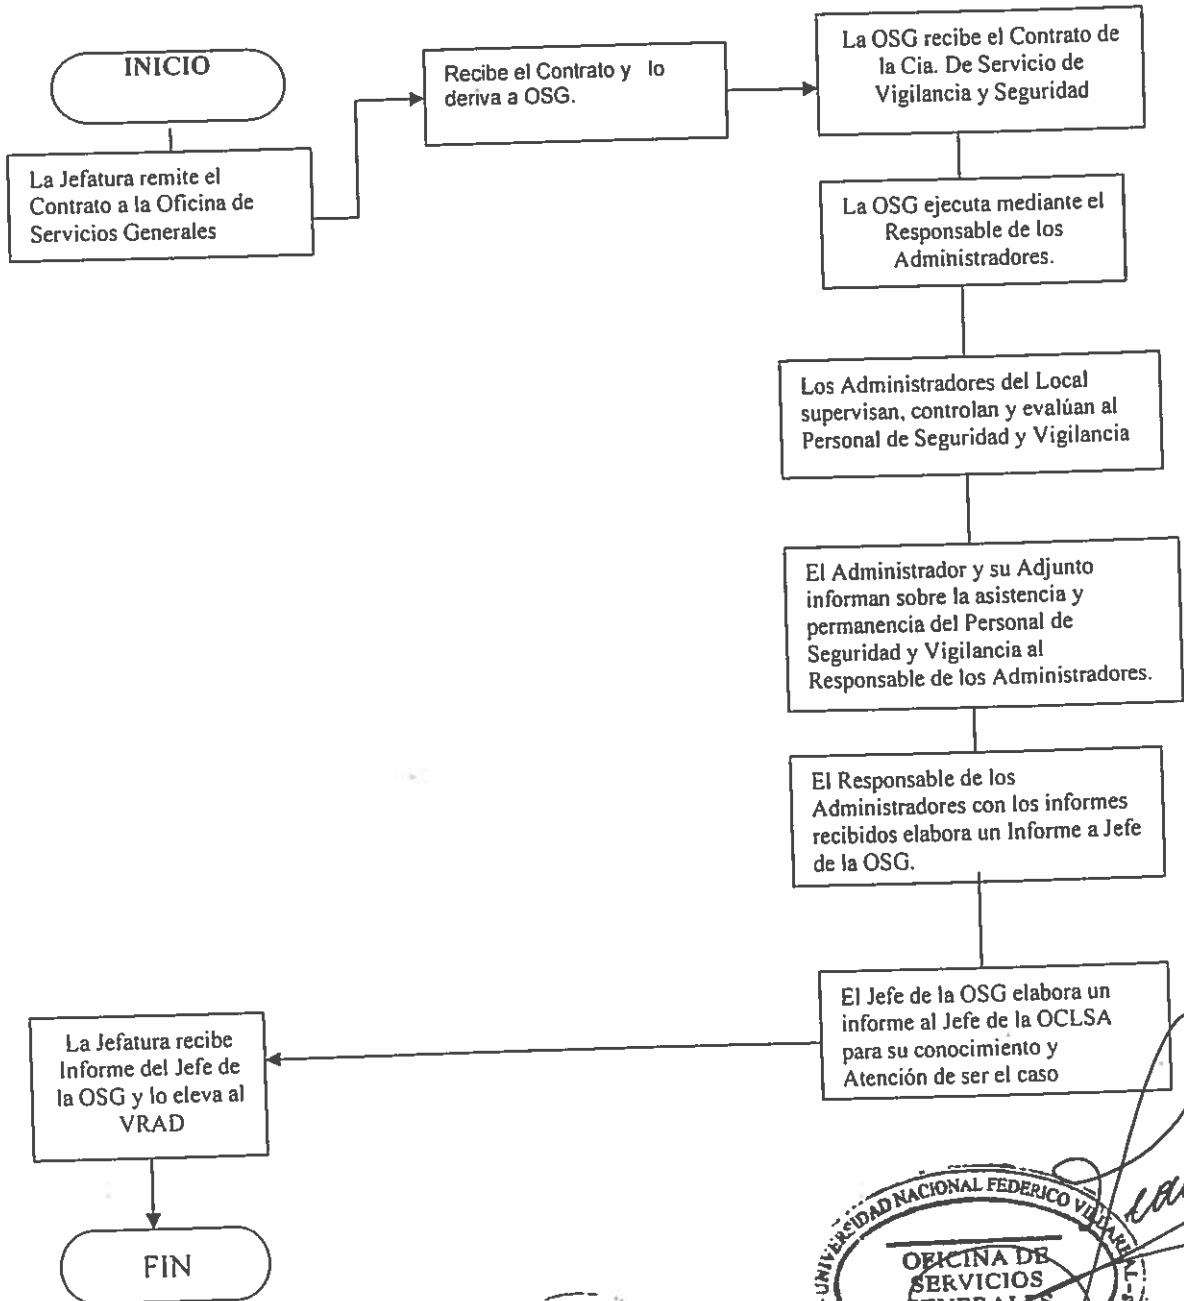 INICIO
La Jefatura remite el
Contrato a la Oficina de
Servicios Generales
Recibe el Contrato y lo
deriva a OSG.
La OSG recibe el Contrato de
la Cia. De Servicio de
Vigilancia y Seguridad
La OSG ejecuta mediante el
Responsable de los
Administradores.
Los Administradores del Local
supervisan, controlan y evalúan al
Personal de Seguridad y Vigilancia
El Administrador y su Adjunto
informan sobre la asistencia y
permanencia del Personal de
Seguridad y Vigilancia al
Responsable de los Administradores.
El Responsable de los
Administradores con los informes
recibidos elabora un Informe a Jefe
de la OSG.
El Jefe de la OSG elabora un
informe al Jefe de la OCLSA
para su conocimiento y
Atención de ser el caso
La Jefatura recibe
Informe del Jefe de
la OSG y lo eleva al
VRAD
FIN
UNIVERSIDAD NACIONAL FEDERICO VILLAREAL
OFICINA DE
SERVICIOS
GENERALES